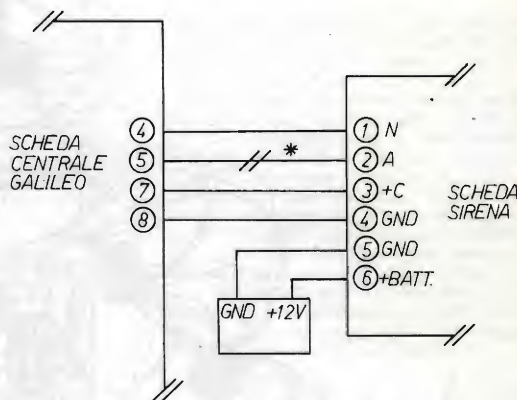 SCHEDA
CENTRALE
GALILEO
4
5
7
8
*
1 N
2 A
3 +C
4 GND
5 GND
6 +BATT.
SCHEDA
SIRENA
GND +12V